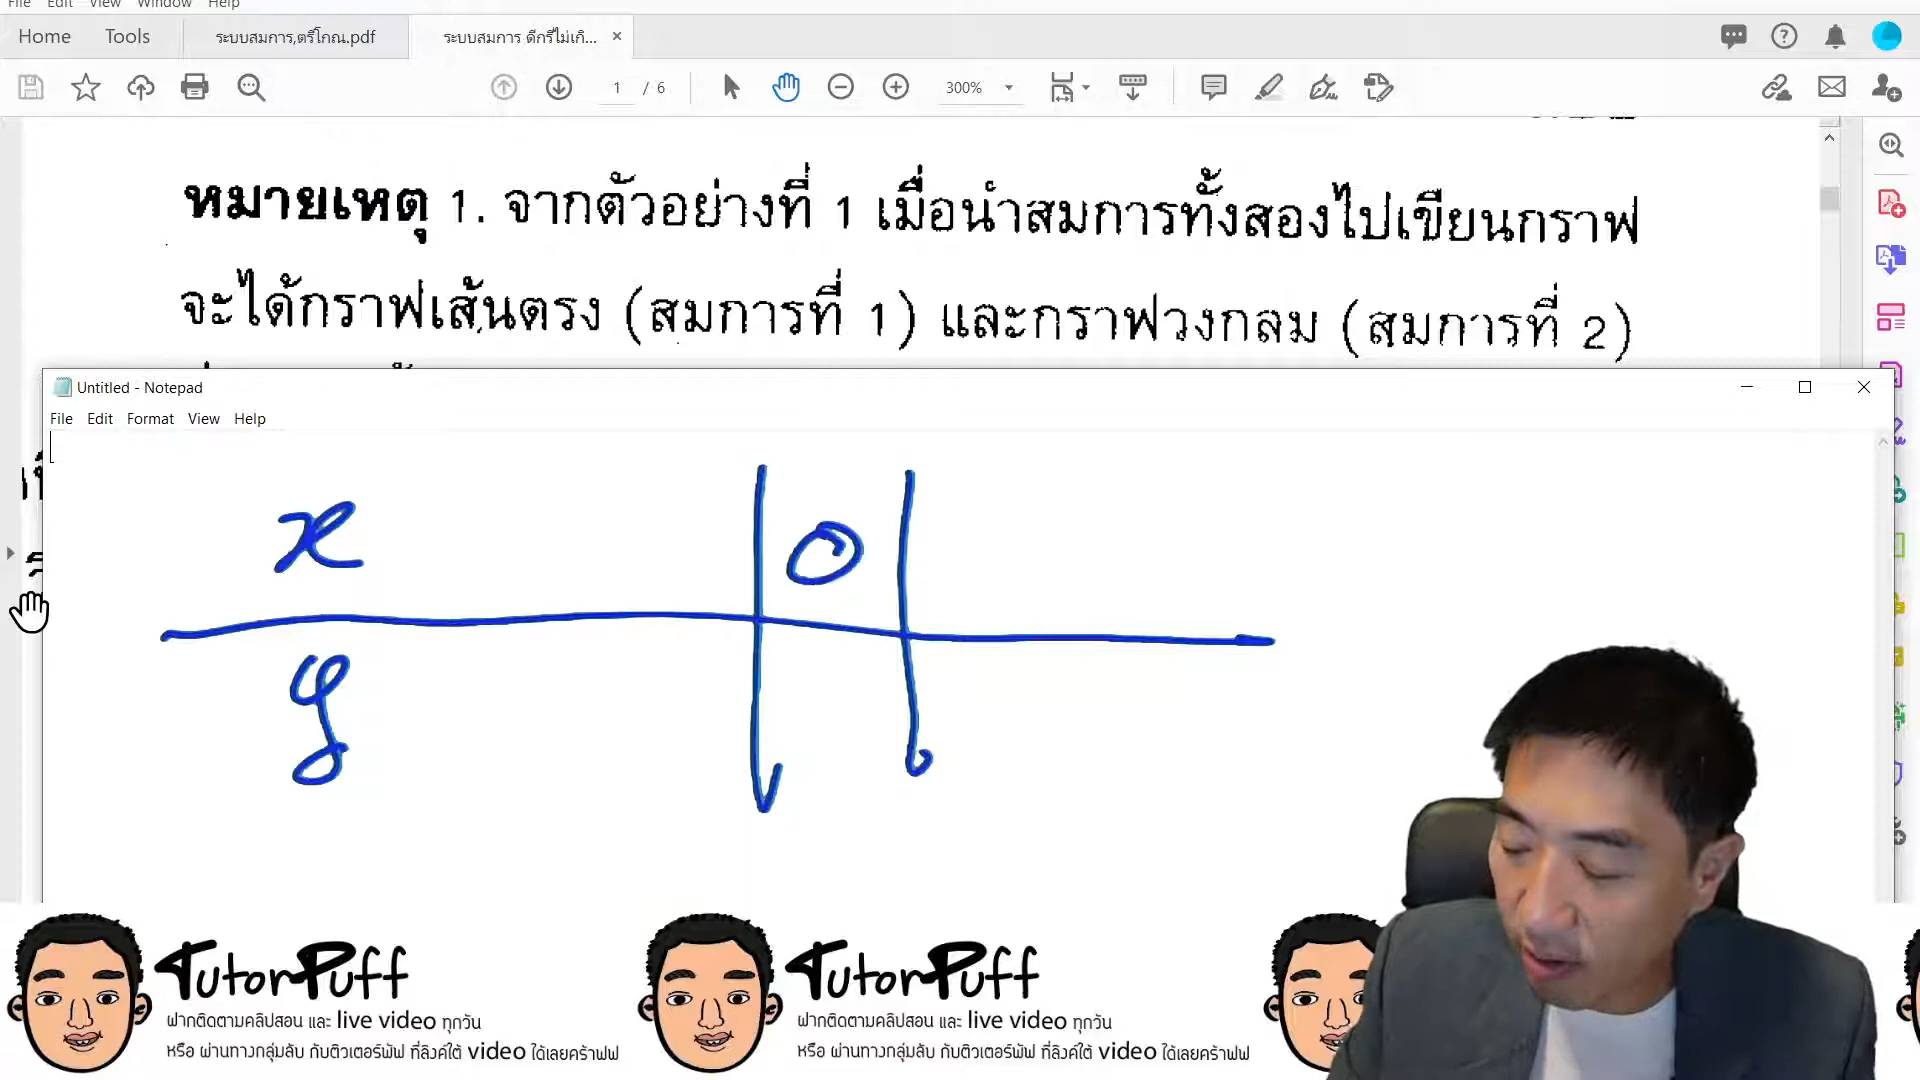 File Edit View Window Help
Home Tools ระบบสมการ,ตรีโกณ.pdf ระบบสมการ ดีกรีไม่เกิ... ×
1 / 6 300%
หมายเหตุ 1. จากตัวอย่างที่ 1 เมื่อนำสมการทั้งสองไปเขียนกราฟ
จะได้กราฟเส้นตรง (สมการที่ 1) และกราฟวงกลม (สมการที่ 2)
Untitled - Notepad
File Edit Format View Help
x 0
y
TutorPuff TutorPuff
ฝากติดตามคลิปสอน และ live video ทุกวัน ฝากติดตามคลิปสอน และ live video ทุกวัน
หรือ ผ่านทางกลุ่มลับ กับติวเตอร์พัฟ ที่ลิงค์ใต้ video ได้เลยคร้าฟฟ หรือ ผ่านทางกลุ่มลับ กับติวเตอร์พัฟ ที่ลิงค์ใต้ video ได้เลยคร้าฟฟ